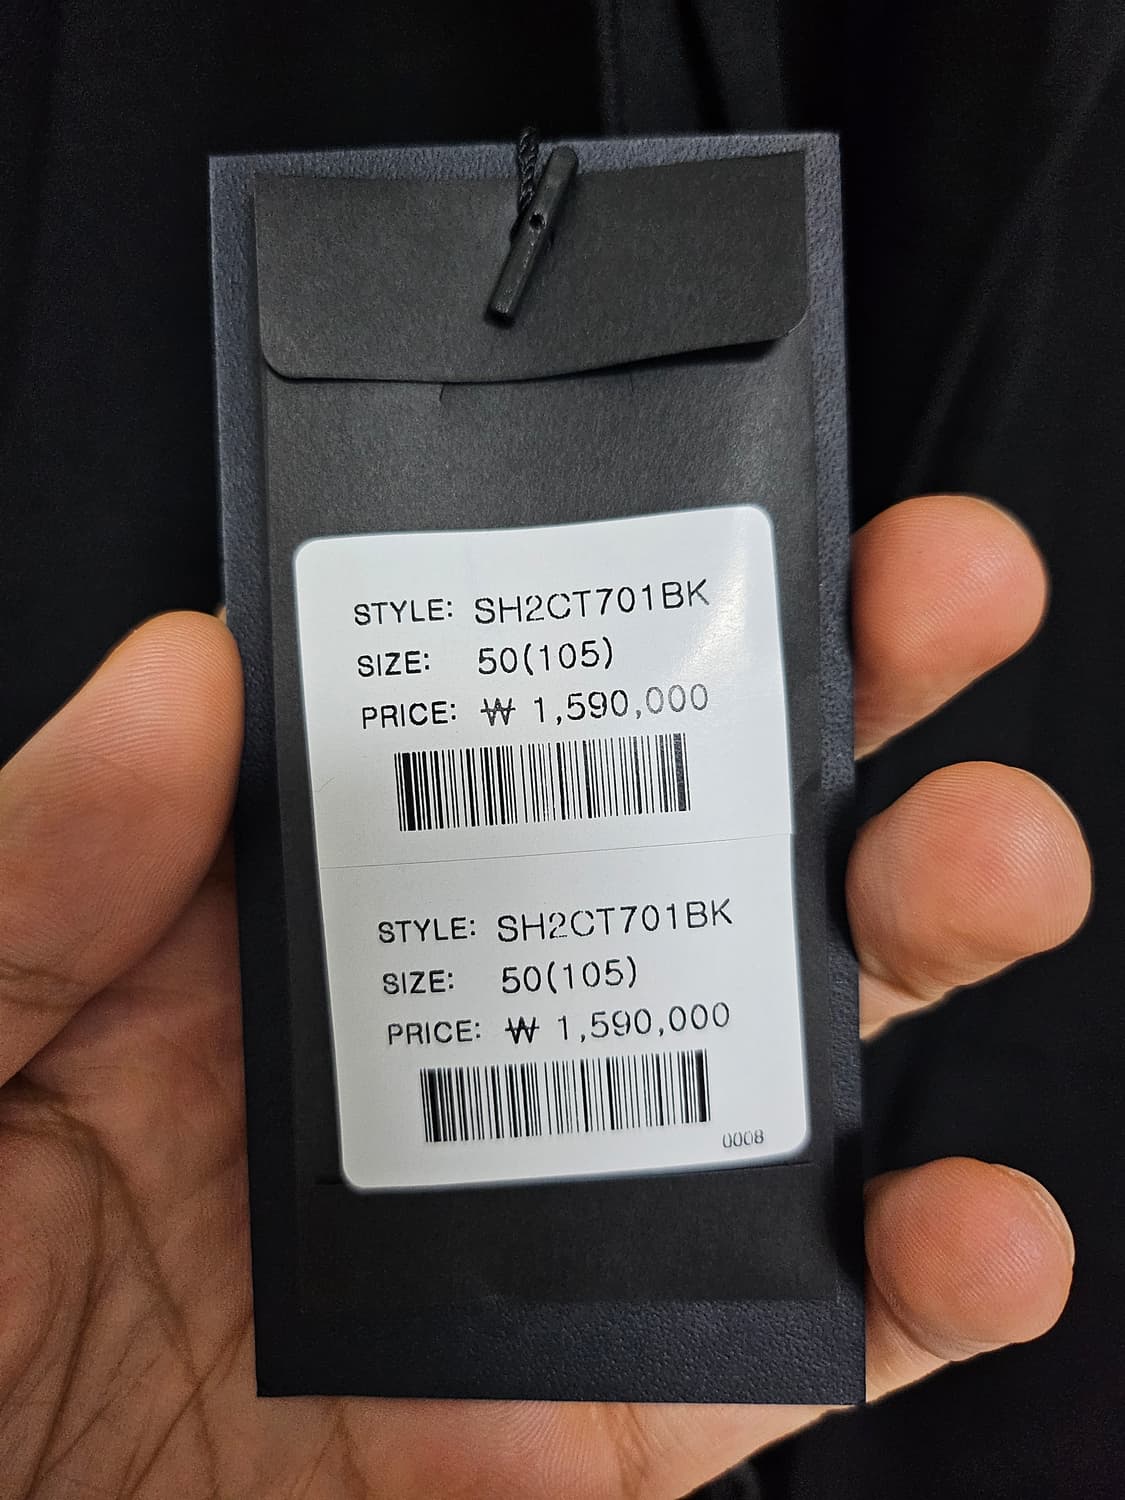 STYLE: SH2CT701BK
SIZE: 50(105)
PRICE: ₩ 1,590,000
STYLE: SH2CT701BK
SIZE: 50(105)
PRICE: ₩ 1,590,000
0008